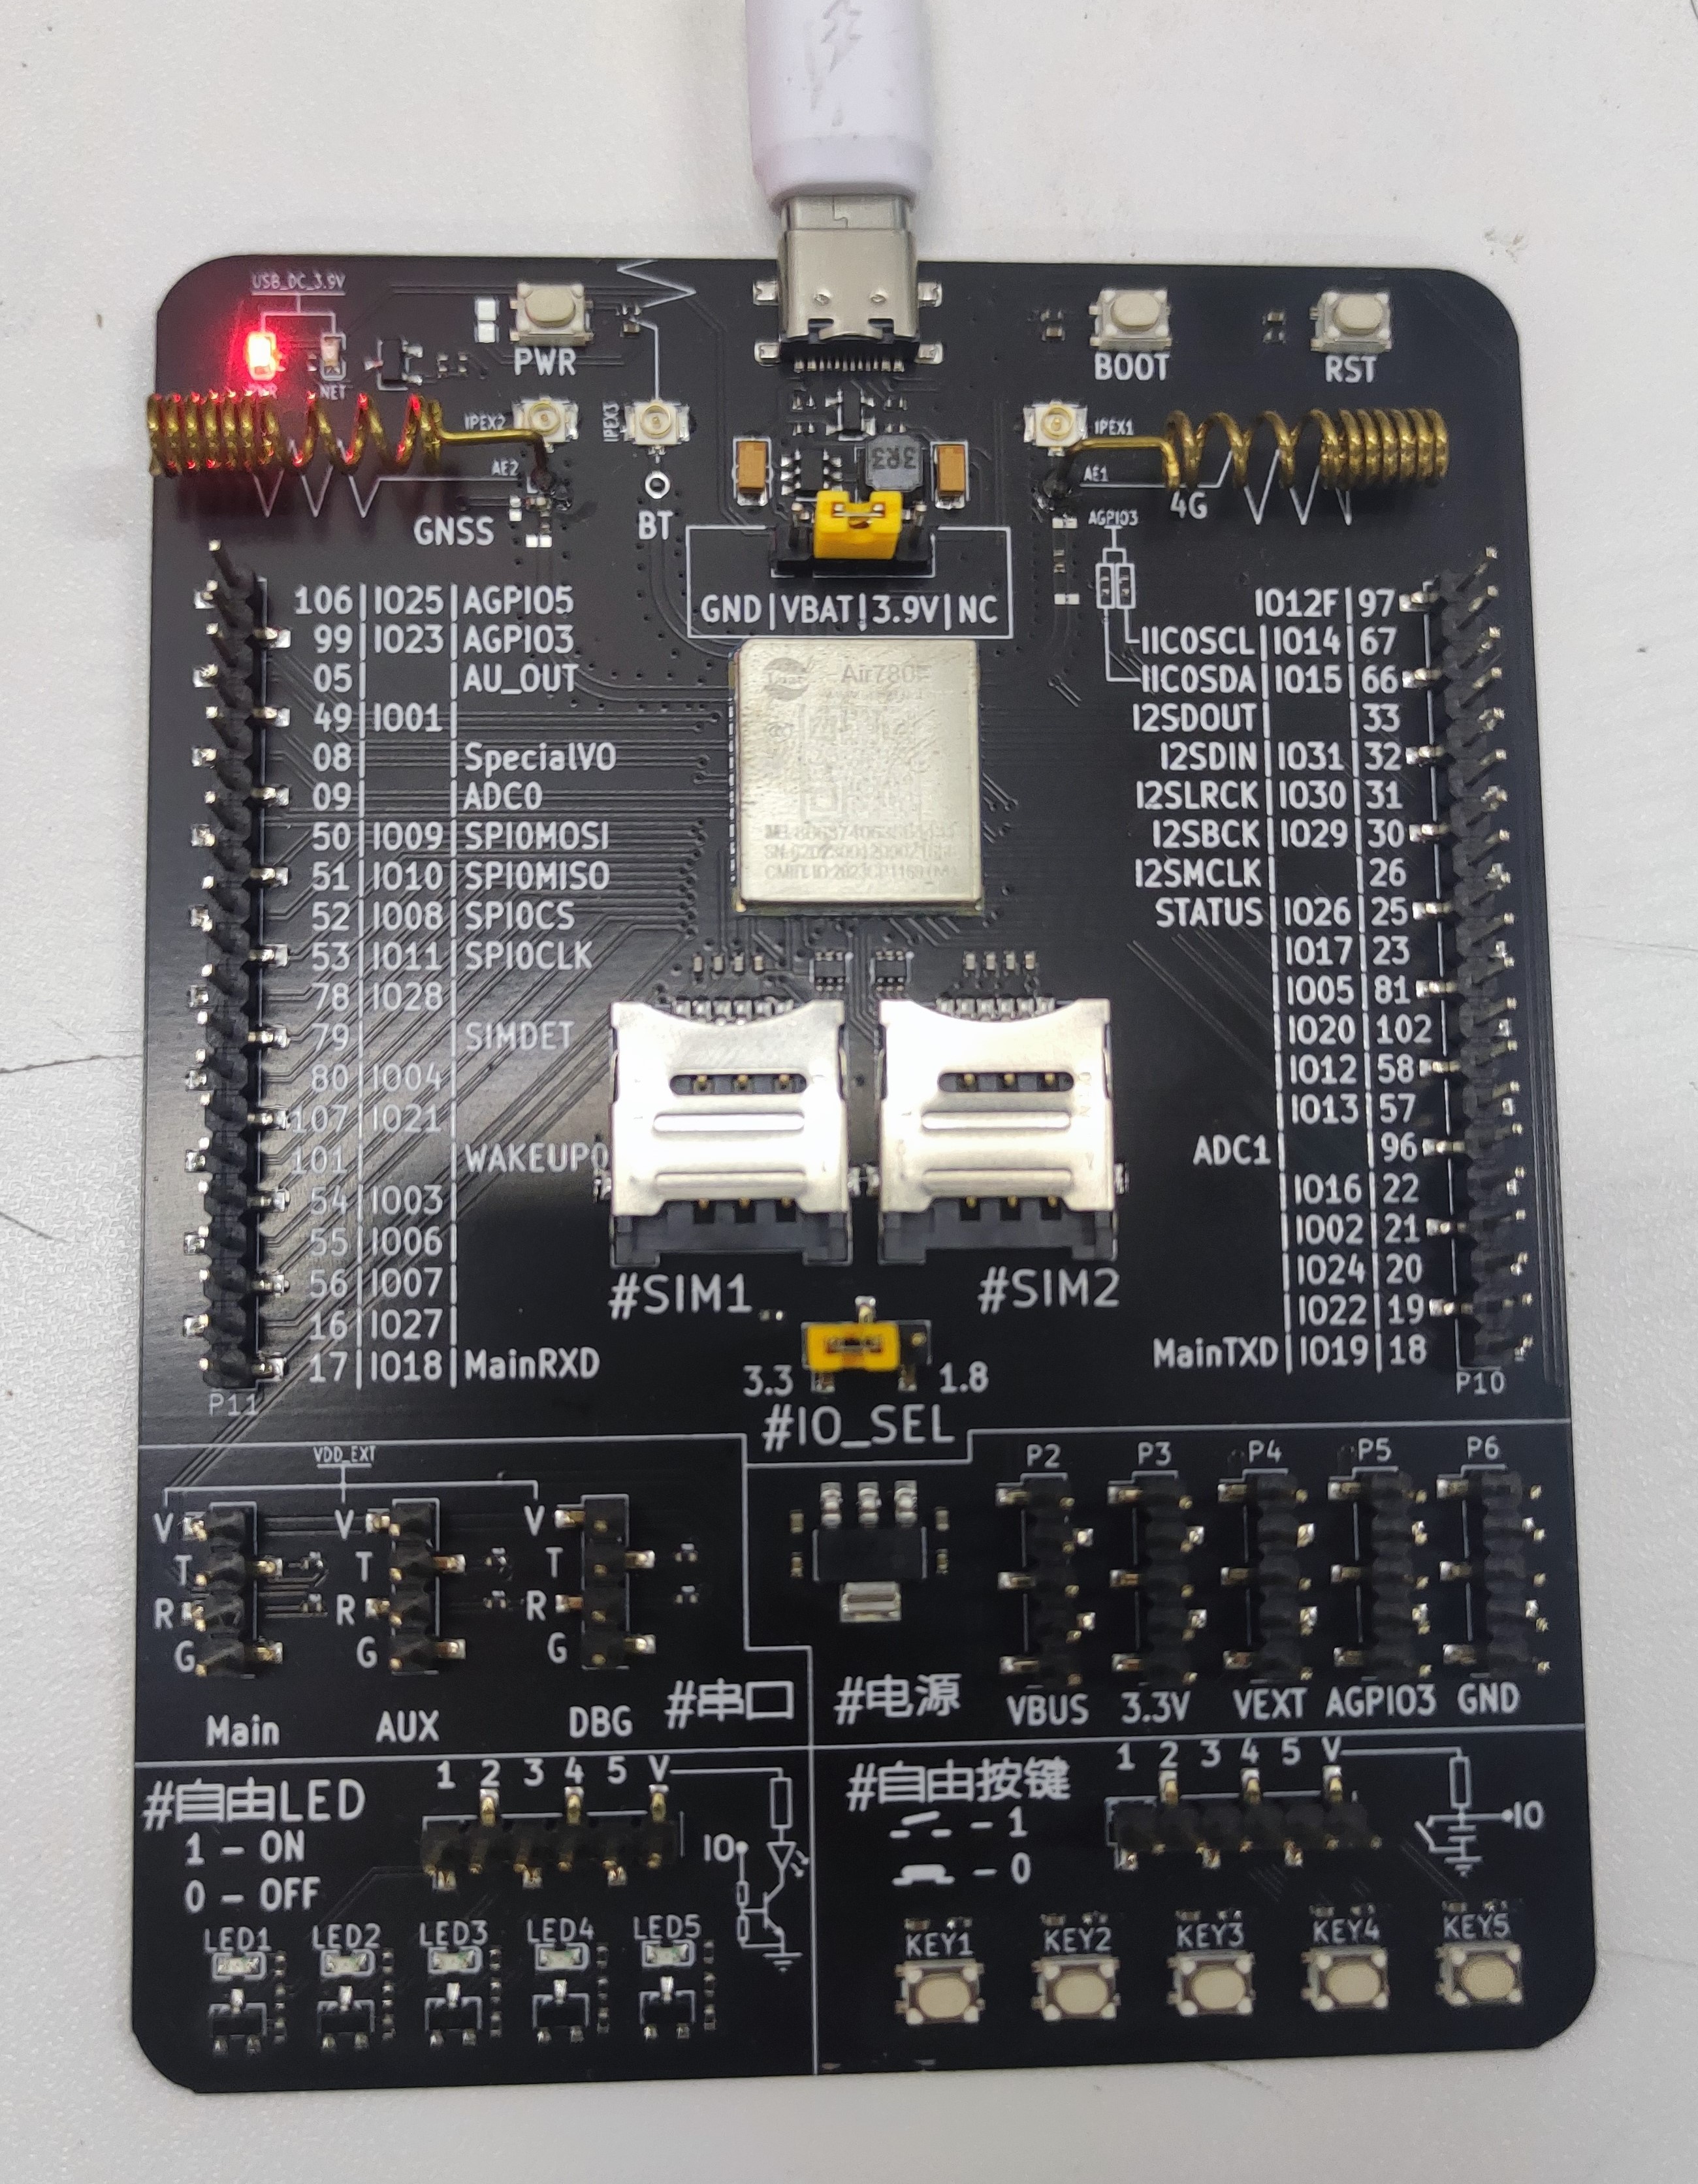 USB_DC_3.9V
PWR
BOOT
RST
NET
IPEX2
IPEX3
IPEX1
3R3
AE2
AE1
GNSS
BT
4G
AGPIO3
GND|VBAT|3.9V|NC
106|IO25|AGPIO5
99|IO23|AGPIO3
05| |AU_OUT
49|IO01|
08| |SpecialVO
09| |ADC0
50|IO09|SPI0MOSI
51|IO10|SPI0MISO
52|IO08|SPI0CS
53|IO11|SPI0CLK
78|IO28|
79| |SIMDET
80|IO04|
107|IO21|
101| |WAKEUP0
54|IO03|
55|IO06|
56|IO07|
16|IO27|
17|IO18|MainRXD
P11
Luat
IO12F|97
IIC0SCL|IO14|67
IIC0SDA|IO15|66
I2SDOUT| |33
I2SDIN|IO31|32
I2SLRCK|IO30|31
I2SBCK|IO29|30
I2SMCLK| |26
STATUS|IO26|25
|IO17|23
|IO05|81
|IO20|102
|IO12|58
|IO13|57
ADC1| |96
|IO16|22
|IO02|21
|IO24|20
|IO22|19
MainTXD|IO19|18
P10
#SIM1
#SIM2
3.3
1.8
#IO_SEL
VDD_EXT
V
T
R
G
Main
V
T
R
G
AUX
V
T
R
G
DBG
#串口
P2
P3
P4
P5
P6
#电源
VBUS
3.3V
VEXT
AGPIO3
GND
#自由LED
1 - ON
0 - OFF
1 2 3 4 5 V
IO
LED1
LED2
LED3
LED4
LED5
#自由按键
- 1
- 0
1 2 3 4 5 V
IO
KEY1
KEY2
KEY3
KEY4
KEY5